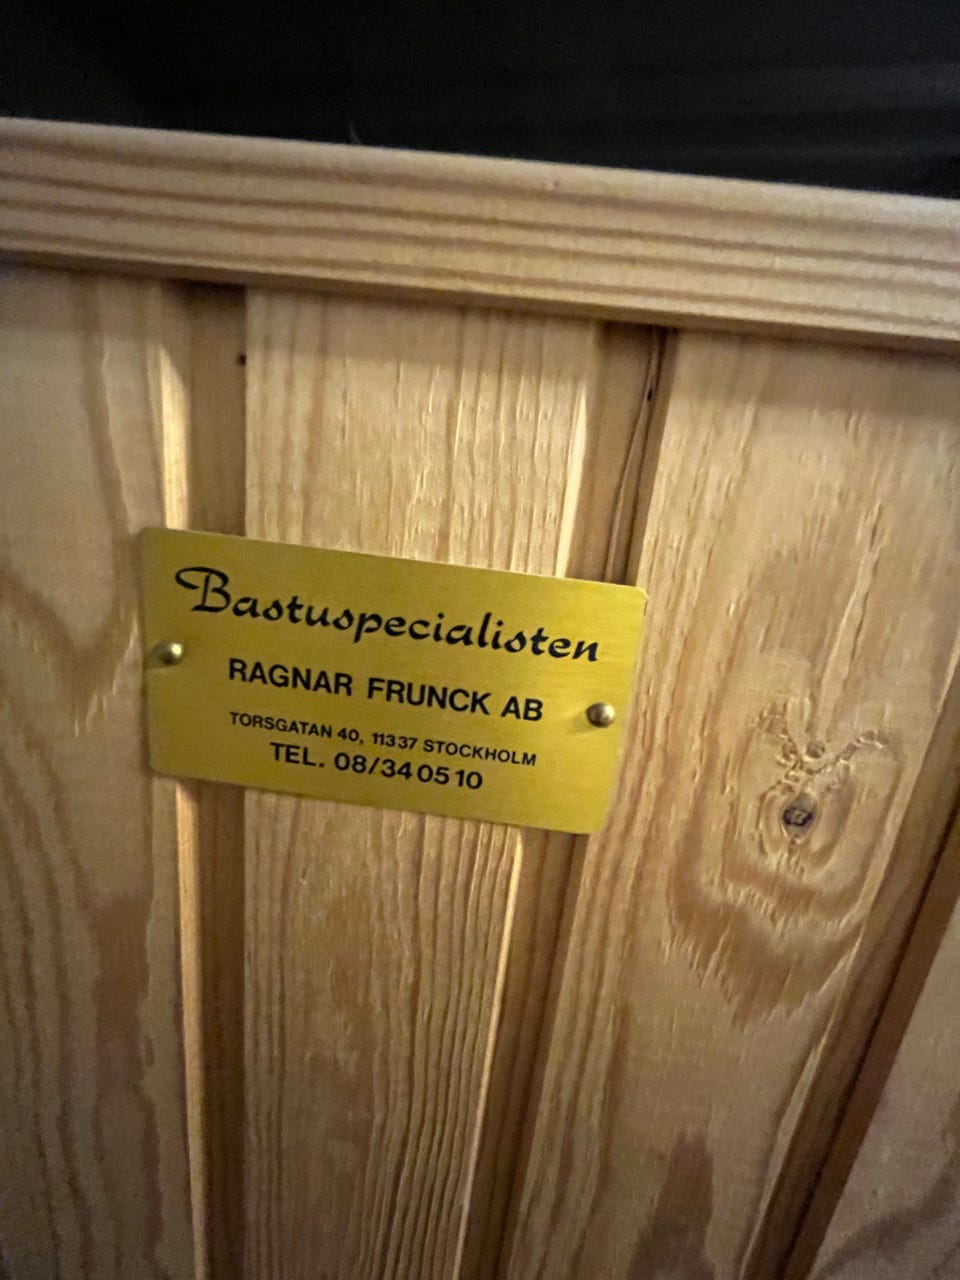 Bastuspecialisten
RAGNAR FRUNCK AB
TORSGATAN 40, 11337 STOCKHOLM
TEL. 08/34 05 10